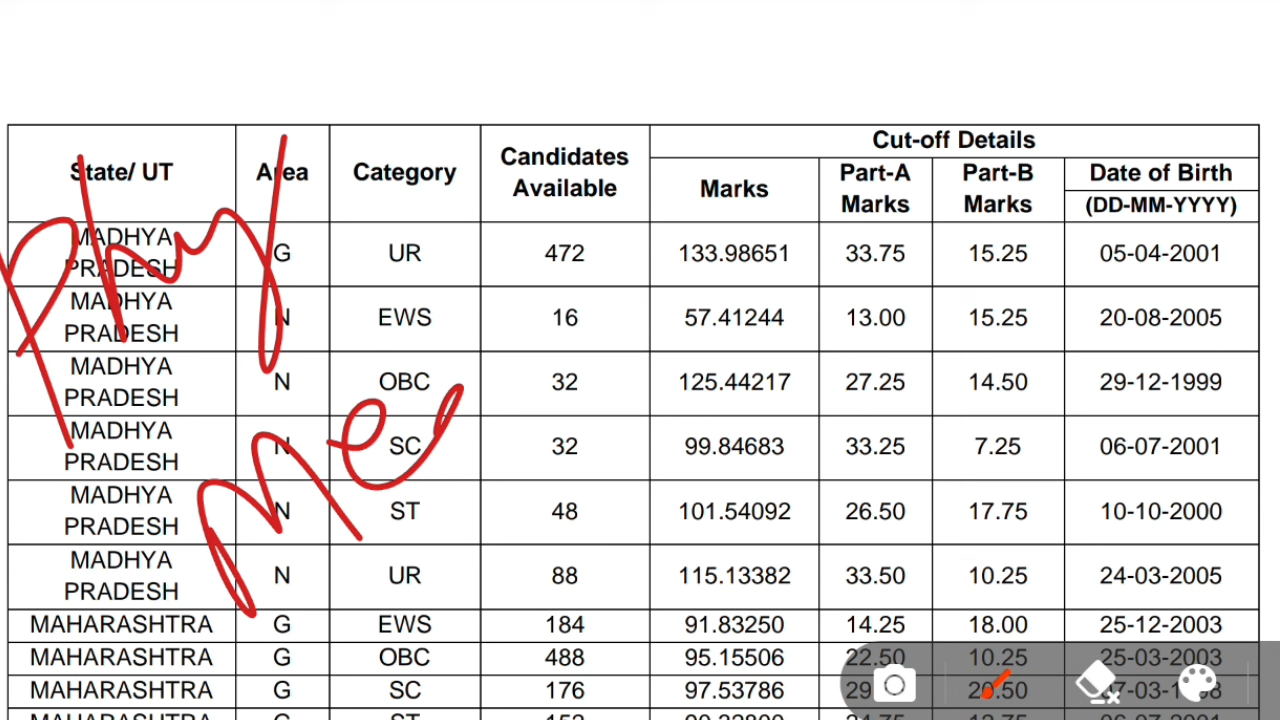 Cut-off Details
State/ UT Area Category Candidates Available Marks Part-A Marks Part-B Marks Date of Birth (DD-MM-YYYY)
MADHYA PRADESH G UR 472 133.98651 33.75 15.25 05-04-2001
MADHYA PRADESH N EWS 16 57.41244 13.00 15.25 20-08-2005
MADHYA PRADESH N OBC 32 125.44217 27.25 14.50 29-12-1999
MADHYA PRADESH N SC 32 99.84683 33.25 7.25 06-07-2001
MADHYA PRADESH N ST 48 101.54092 26.50 17.75 10-10-2000
MADHYA PRADESH N UR 88 115.13382 33.50 10.25 24-03-2005
MAHARASHTRA G EWS 184 91.83250 14.25 18.00 25-12-2003
MAHARASHTRA G OBC 488 95.15506 22.50 10.25 25-03-2003
MAHARASHTRA G SC 176 97.53786
Phy
Med